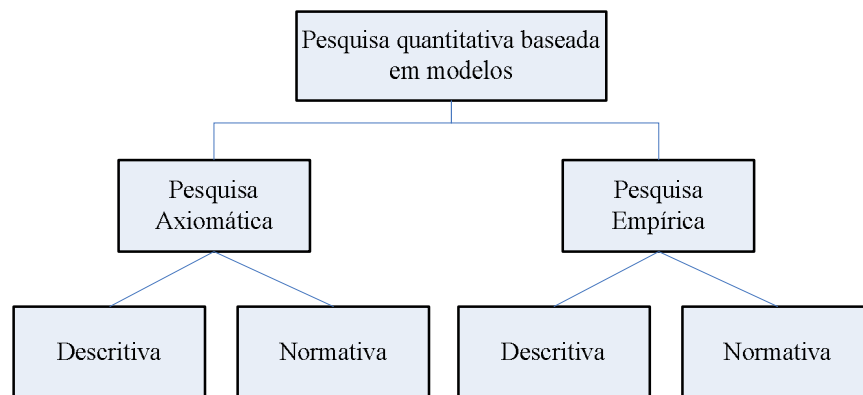 Pesquisa quantitativa baseada
em modelos
Pesquisa
Axiomática
Pesquisa
Empírica
Descritiva
Normativa
Descritiva
Normativa